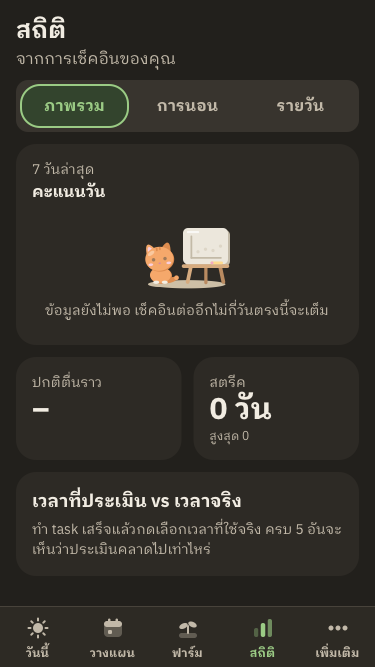 สถิติ
จากการเช็คอินของคุณ
ภาพรวม
การนอน
รายวัน
7 วันล่าสุด
คะแนนวัน
ข้อมูลยังไม่พอ เช็คอินต่ออีกไม่กี่วันตรงนี้จะเต็ม
ปกติตื่นราว
–
สตรีค
0 วัน
สูงสุด 0
เวลาที่ประเมิน vs เวลาจริง
ทำ task เสร็จแล้วกดเลือกเวลาที่ใช้จริง ครบ 5 อันจะ
เห็นว่าประเมินคลาดไปเท่าไหร่
วันนี้
วางแผน
ฟาร์ม
สถิติ
เพิ่มเติม